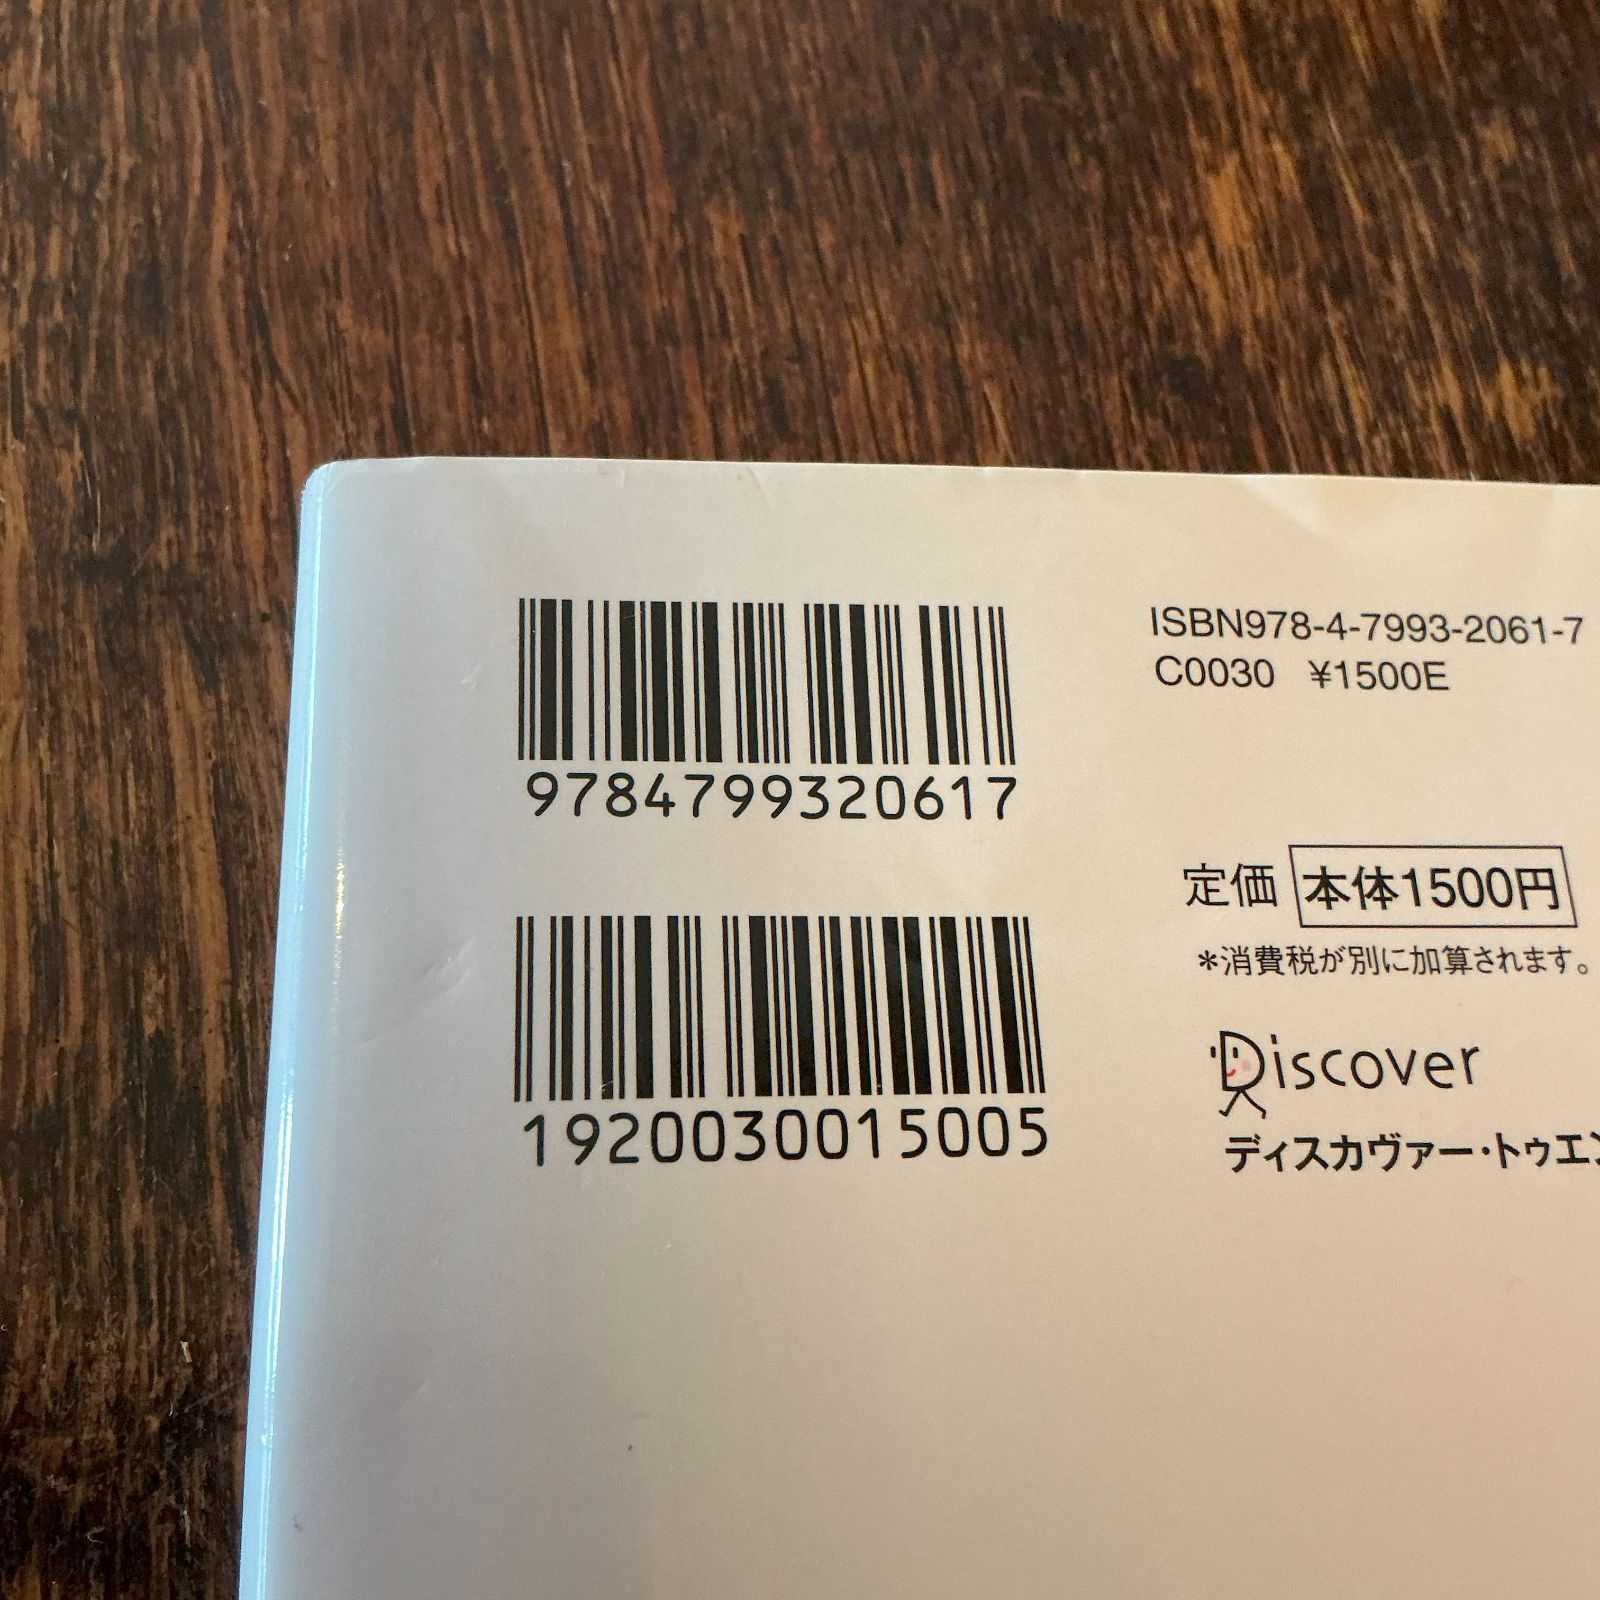 9784799320617
1920030015005
ISBN978-4-7993-2061-7
C0030 ¥1500E
定価 本体1500円
*消費税が別に加算されます。
Discover
ディスカヴァー・トゥエン